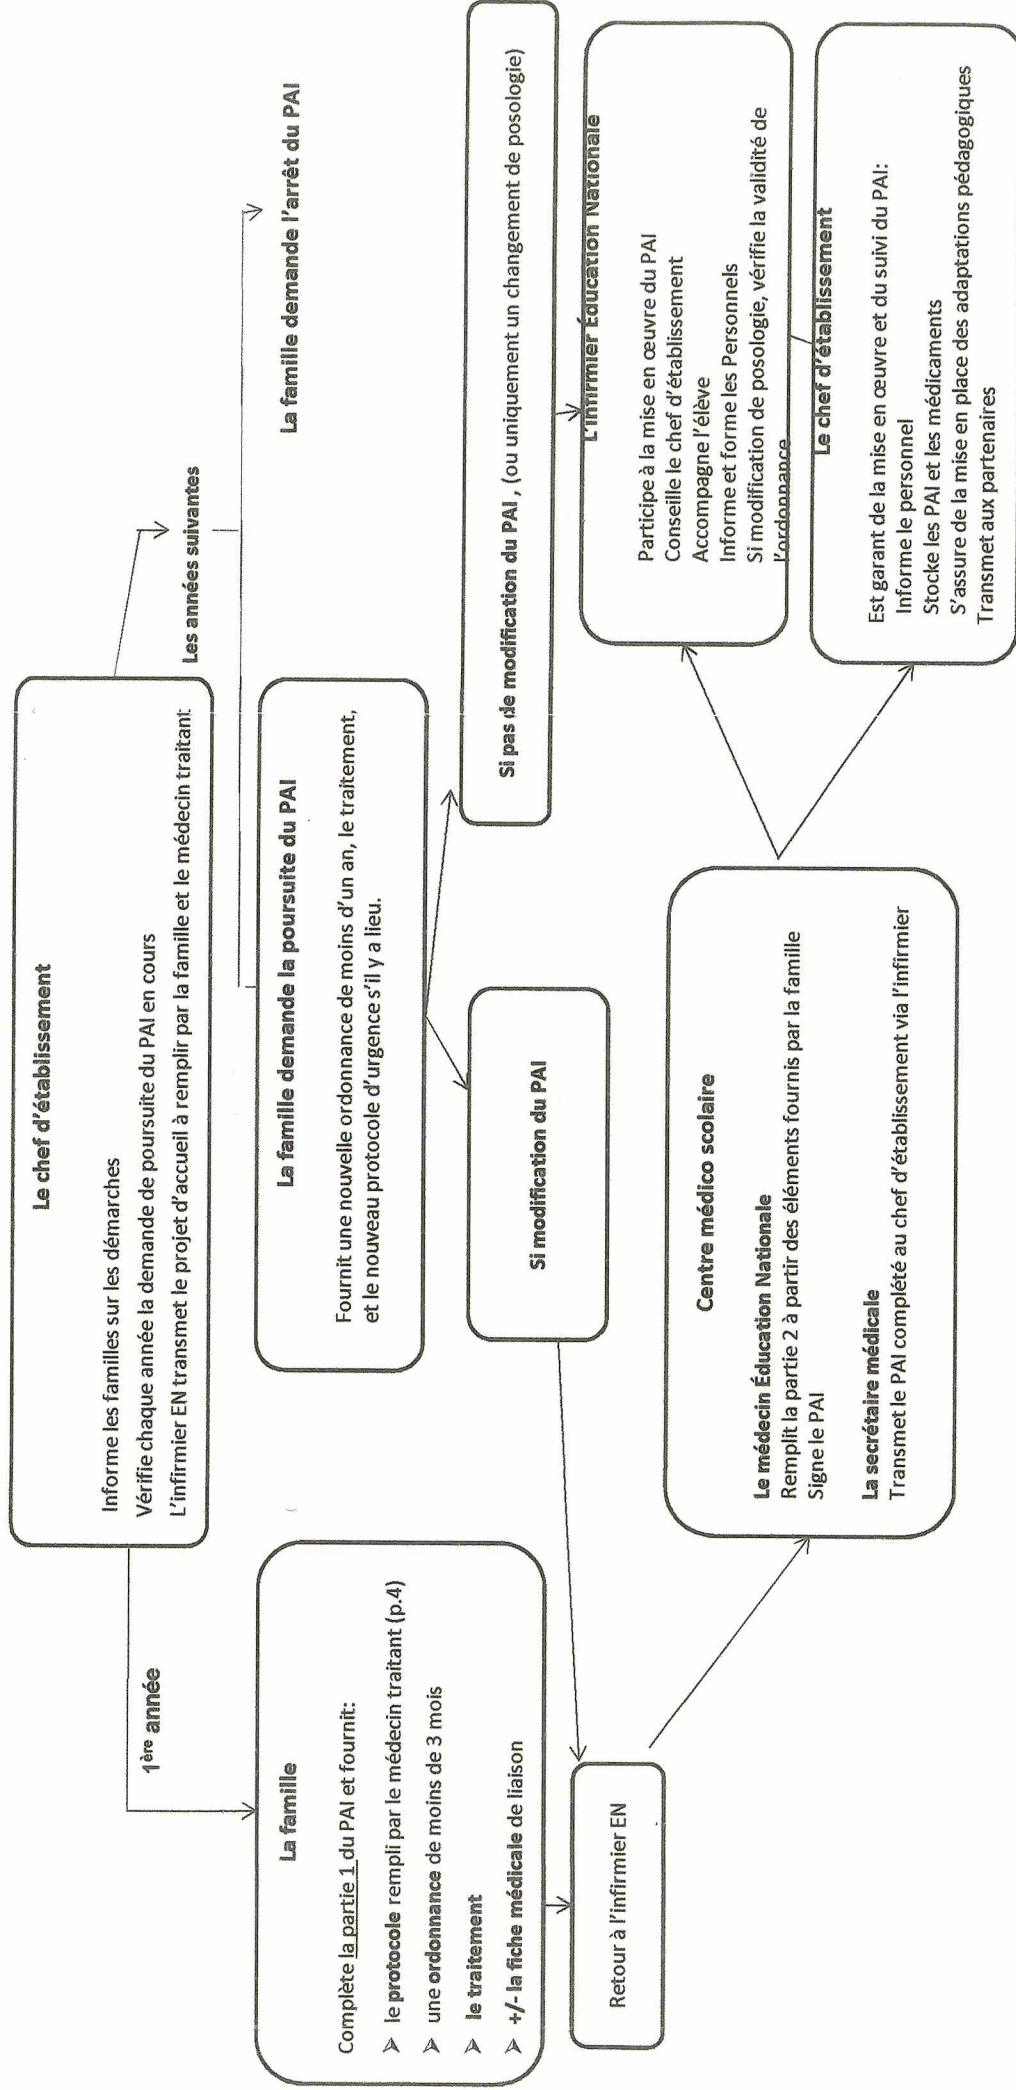 Le chef d'établissement
Informe les familles sur les démarches
Vérifie chaque année la demande de poursuite du PAI en cours
L'infirmier EN transmet le projet d'accueil à remplir par la famille et le médecin traitant
1ère année
Les années suivantes
La famille
Complète la partie 1 du PAI et fournit:
➢ le protocole rempli par le médecin traitant (p.4)
➢ une ordonnance de moins de 3 mois
➢ le traitement
➢ +/- la fiche médicale de liaison
La famille demande la poursuite du PAI
Fournit une nouvelle ordonnance de moins d'un an, le traitement,
et le nouveau protocole d'urgence s'il y a lieu.
La famille demande l'arrêt du PAI
Si modification du PAI
Si pas de modification du PAI, (ou uniquement un changement de posologie)
Retour à l'infirmier EN
Centre médico scolaire
Le médecin Éducation Nationale
Remplit la partie 2 à partir des éléments fournis par la famille
Signe le PAI
La secrétaire médicale
Transmet le PAI complété au chef d'établissement via l'infirmier
L'infirmier Éducation Nationale
Participe à la mise en œuvre du PAI
Conseille le chef d'établissement
Accompagne l'élève
Informe et forme les Personnels
Si modification de posologie, vérifie la validité de
l'ordonnance
Le chef d'établissement
Est garant de la mise en œuvre et du suivi du PAI:
Informe le personnel
Stocke les PAI et les médicaments
S'assure de la mise en place des adaptations pédagogiques
Transmet aux partenaires